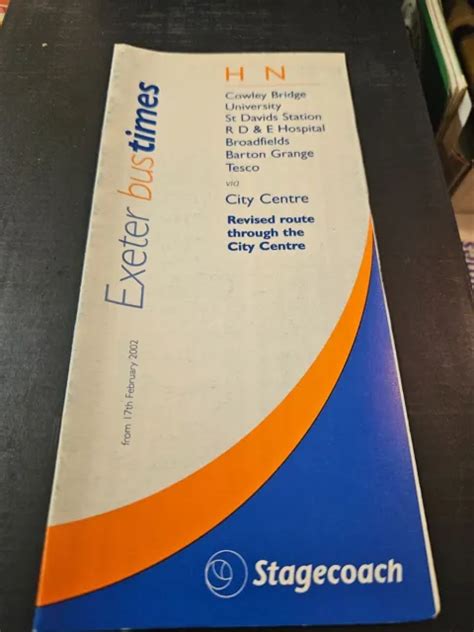 H N
Cowley Bridge
University
St Davids Station
R D & E Hospital
Broadfields
Barton Grange
Tesco
via
City Centre
Revised route
through the
City Centre
Exeter bustimes
from 17th February 2002
Stagecoach